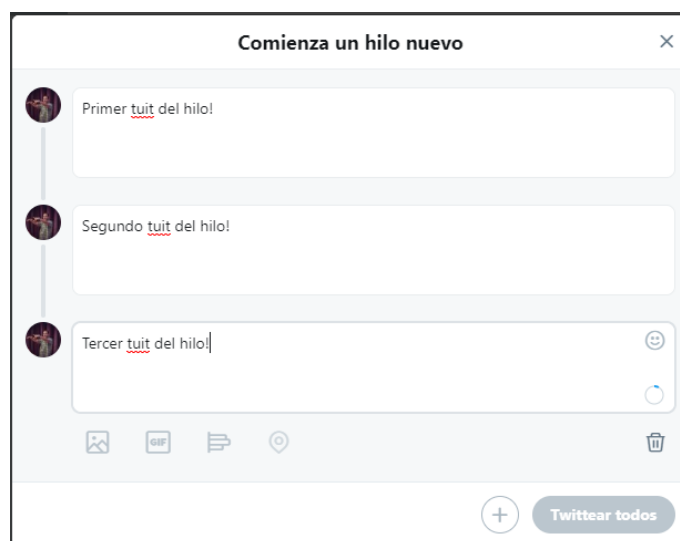 Comienza un hilo nuevo
Primer tuit del hilo!
Segundo tuit del hilo!
Tercer tuit del hilo!
GIF
Twittear todos